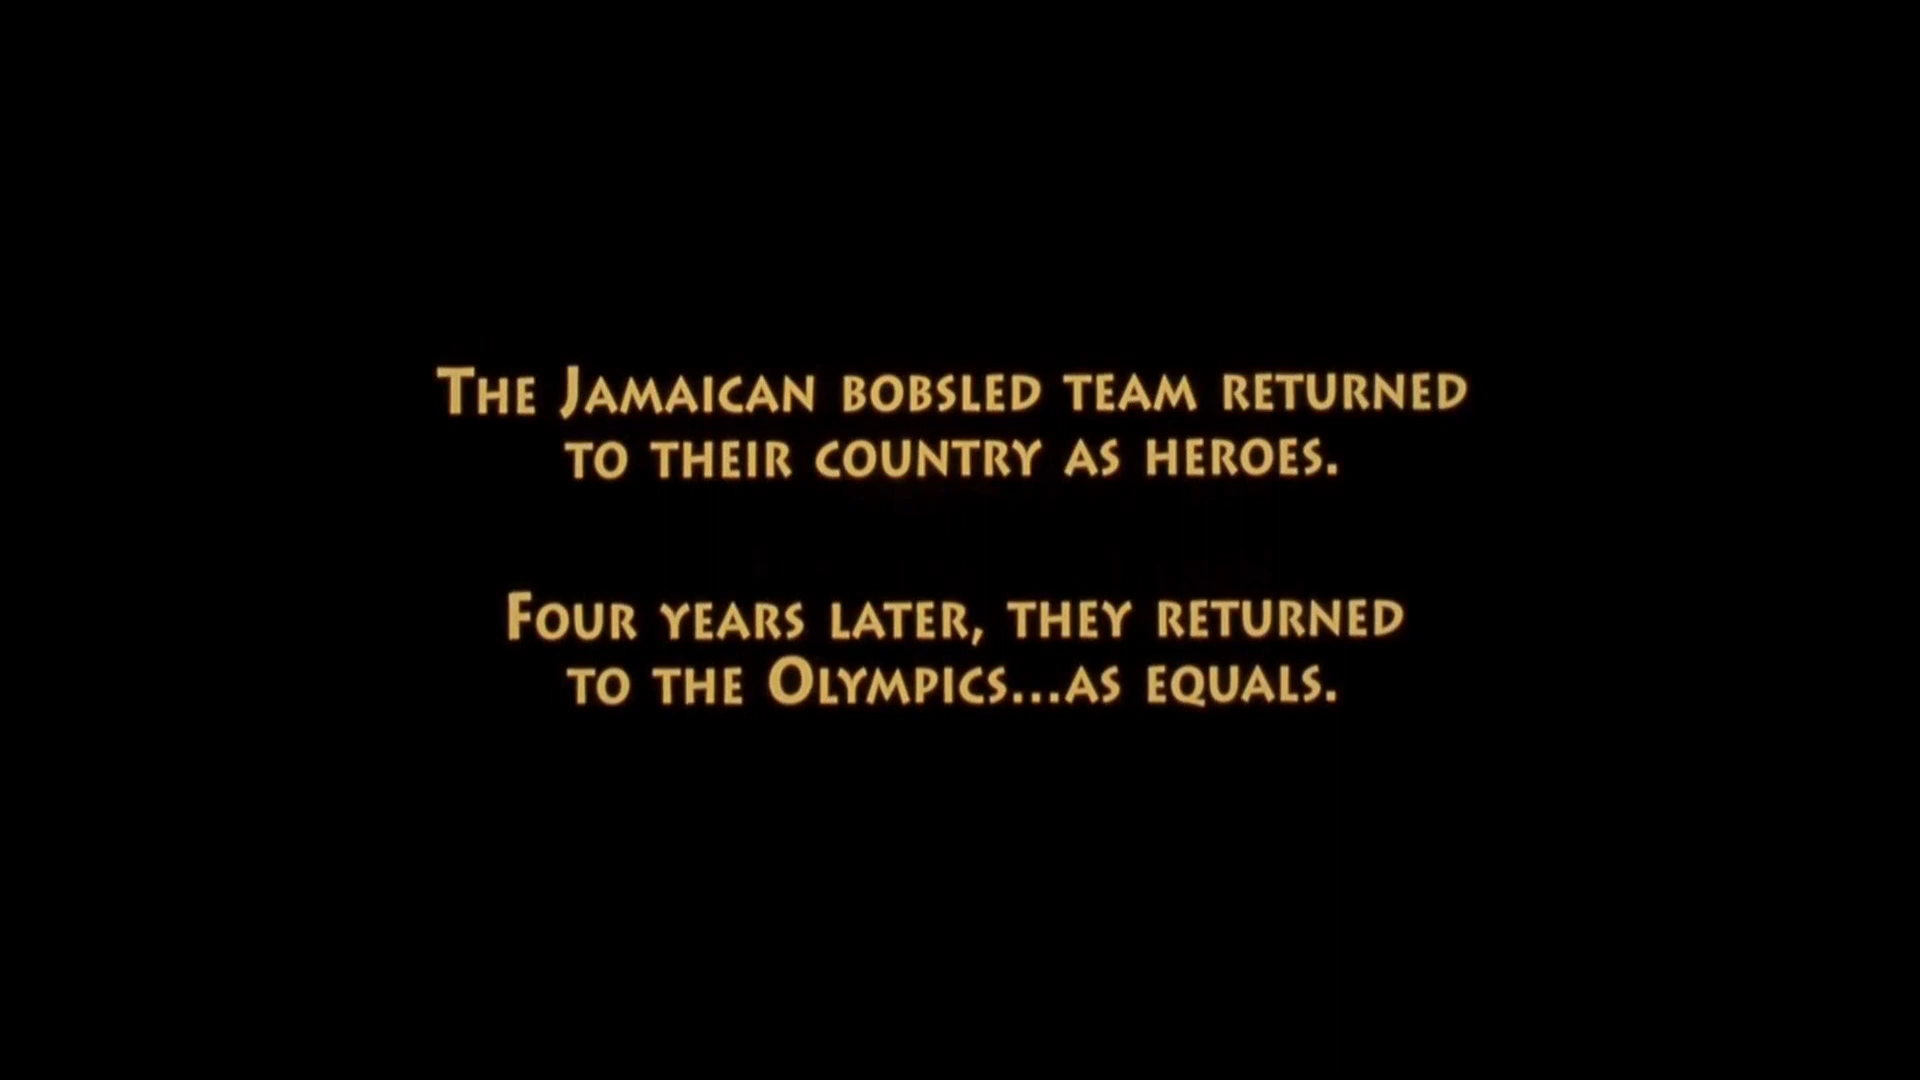 The Jamaican bobsled team returned
to their country as heroes.
Four years later, they returned
to the Olympics...as equals.